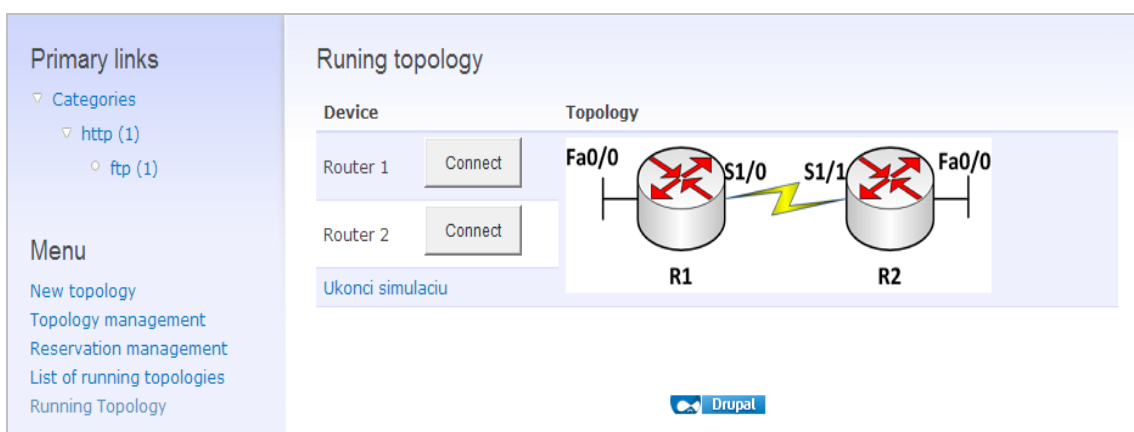 Primary links
Categories
http (1)
ftp (1)
Menu
New topology
Topology management
Reservation management
List of running topologies
Running Topology
Runing topology
Device Topology
Router 1 Connect
Router 2 Connect
Ukonci simulaciu
Fa0/0 S1/0 S1/1 Fa0/0
R1 R2
Drupal